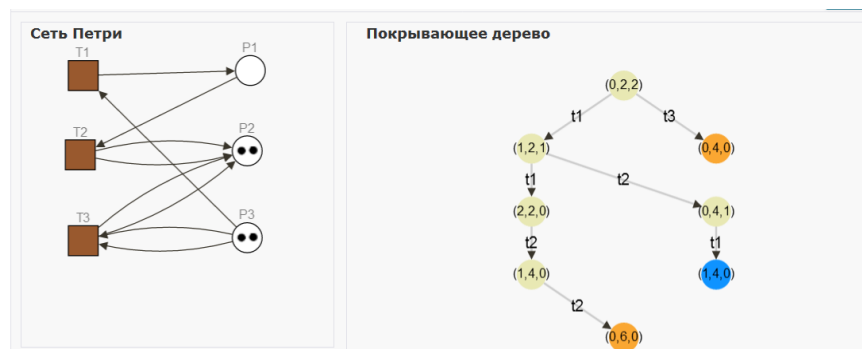 Сеть Петри
Покрывающее дерево
T1
P1
T2
P2
T3
P3
(0,2,2)
t1
t3
(1,2,1)
(0,4,0)
t1
t2
(2,2,0)
(0,4,1)
t2
t1
(1,4,0)
(1,4,0)
t2
(0,6,0)